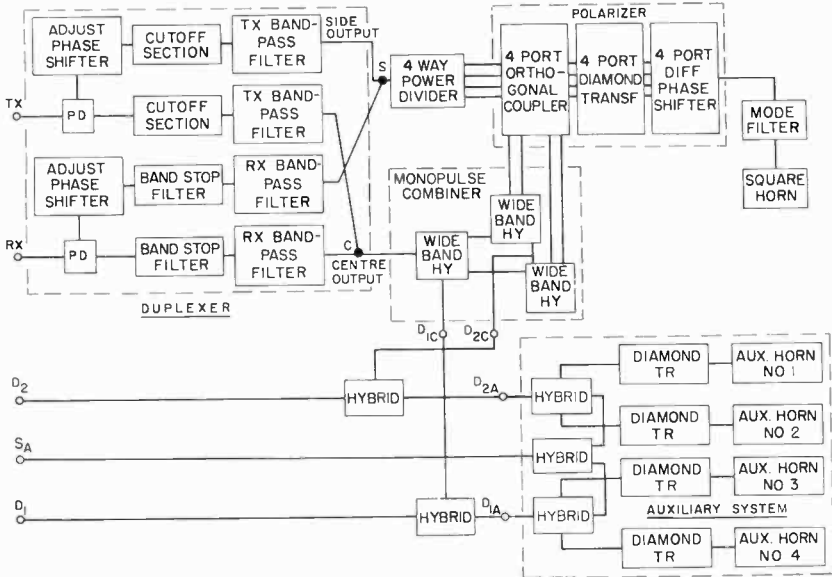 POLARIZER
ADJUST
PHASE
SHIFTER
CUTOFF
SECTION
TX BAND-
PASS
FILTER
SIDE
OUTPUT
S
4 WAY
POWER
DIVIDER
4 PORT
ORTHO-
GONAL
COUPLER
4
PORT
DIAMOND
TRANSF
4 PORT
DIFF
PHASE
SHIFTER
TX
PD
CUTOFF
SECTION
TX BAND-
PASS
FILTER
MODE
FILTER
ADJUST
PHASE
SHIFTER
BAND STOP
FILTER
RX BAND-
PASS
FILTER
MONOPULSE
COMBINER
SQUARE
HORN
WIDE
BAND
HY
RX
PD
BAND STOP
FILTER
RX BAND-
PASS
FILTER
C
CENTRE
OUTPUT
WIDE
BAND
HY
WIDE
BAND
HY
DUPLEXER
D1C
D2C
D2
HYBRID
D2A
HYBRID
DIAMOND
TR
AUX. HORN
NO 1
DIAMOND
TR
AUX. HORN
NO 2
SA
HYBRID
DIAMOND
TR
AUX. HORN
NO 3
D1
HYBRID
D1A
HYBRID
AUXILIARY SYSTEM
DIAMOND
TR
AUX. HORN
NO 4